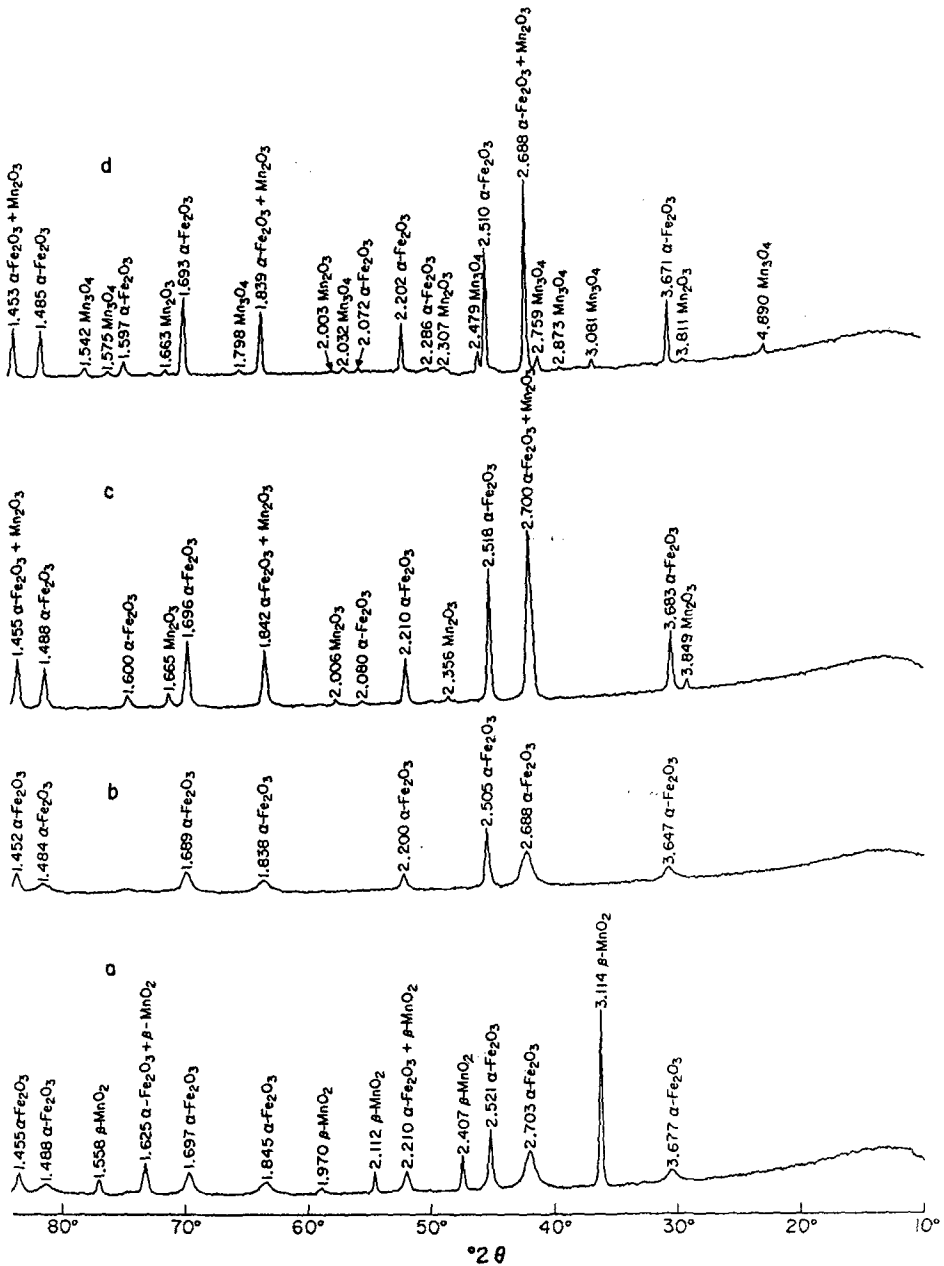 d
1.453 α-Fe₂O₃ + Mn₂O₃
1.485 α-Fe₂O₃
1.542 Mn₃O₄
1.575 Mn₃O₄
1.597 α-Fe₂O₃
1.663 Mn₂O₃
1.693 α-Fe₂O₃
1.798 Mn₃O₄
1.839 α-Fe₂O₃ + Mn₂O₃
2.003 Mn₂O₃
2.032 Mn₃O₄
2.072 α-Fe₂O₃
2.202 α-Fe₂O₃
2.286 α-Fe₂O₃
2.307 Mn₂O₃
2.479 Mn₃O₄
2.510 α-Fe₂O₃
2.688 α-Fe₂O₃ + Mn₂O₃
2.759 Mn₃O₄
2.873 Mn₃O₄
3.081 Mn₃O₄
3.671 α-Fe₂O₃
3.811 Mn₂O₃
4.890 Mn₃O₄
c
1.455 α-Fe₂O₃ + Mn₂O₃
1.488 α-Fe₂O₃
1.600 α-Fe₂O₃
1.665 Mn₂O₃
1.696 α-Fe₂O₃
1.842 α-Fe₂O₃ + Mn₂O₃
2.006 Mn₂O₃
2.080 α-Fe₂O₃
2.210 α-Fe₂O₃
2.356 Mn₂O₃
2.518 α-Fe₂O₃
2.700 α-Fe₂O₃ + Mn₂O₃
3.683 α-Fe₂O₃
3.849 Mn₂O₃
b
1.452 α-Fe₂O₃
1.484 α-Fe₂O₃
1.689 α-Fe₂O₃
1.838 α-Fe₂O₃
2.200 α-Fe₂O₃
2.505 α-Fe₂O₃
2.688 α-Fe₂O₃
3.647 α-Fe₂O₃
a
1.455 α-Fe₂O₃
1.488 α-Fe₂O₃
1.558 β-MnO₂
1.625 α-Fe₂O₃ + β-MnO₂
1.697 α-Fe₂O₃
1.845 α-Fe₂O₃
1.970 β-MnO₂
2.112 β-MnO₂
2.210 α-Fe₂O₃ + β-MnO₂
2.407 β-MnO₂
2.521 α-Fe₂O₃
2.703 α-Fe₂O₃
3.114 β-MnO₂
3.677 α-Fe₂O₃
80° 70° 60° 50° 40° 30° 20° 10°
°2 θ